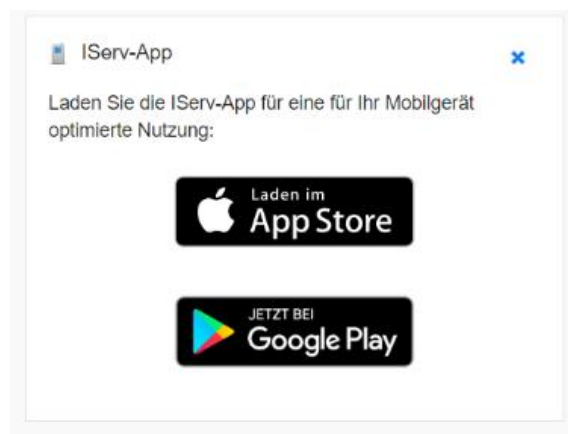 IServ-App
Laden Sie die IServ-App für eine für Ihr Mobilgerät
optimierte Nutzung:
Laden im
App Store
JETZT BEI
Google Play